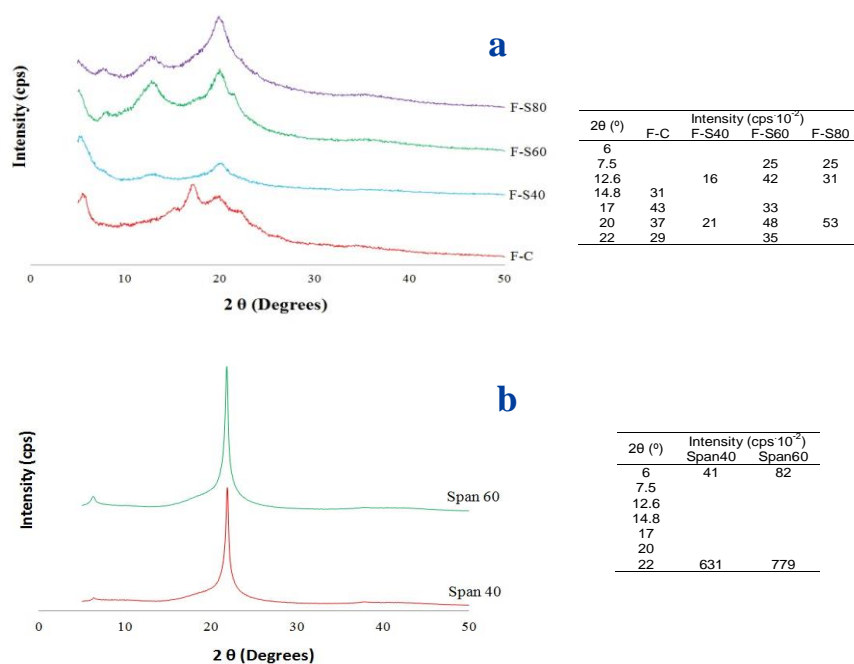 a
Intensity (cps)
F-S80
F-S60
F-S40
F-C
0 10 20 30 40 50
2 θ (Degrees)
2θ (º) Intensity (cps·10⁻²)
F-C F-S40 F-S60 F-S80
6
7.5 25 25
12.6 16 42 31
14.8 31
17 43 33
20 37 21 48 53
22 29 35
b
Intensity (cps)
Span 60
Span 40
0 10 20 30 40 50
2 θ (Degrees)
2θ (º) Intensity (cps·10⁻²)
Span40 Span60
6 41 82
7.5
12.6
14.8
17
20
22 631 779